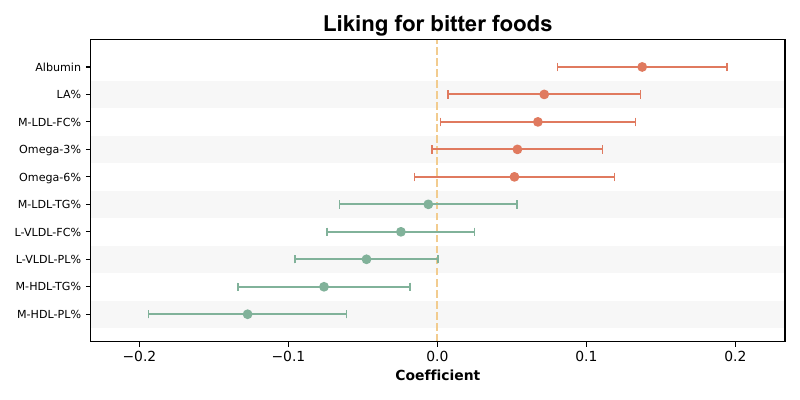 Liking for bitter foods
Albumin
LA%
M-LDL-FC%
Omega-3%
Omega-6%
M-LDL-TG%
L-VLDL-FC%
L-VLDL-PL%
M-HDL-TG%
M-HDL-PL%
−0.2 −0.1 0.0 0.1 0.2
Coefficient